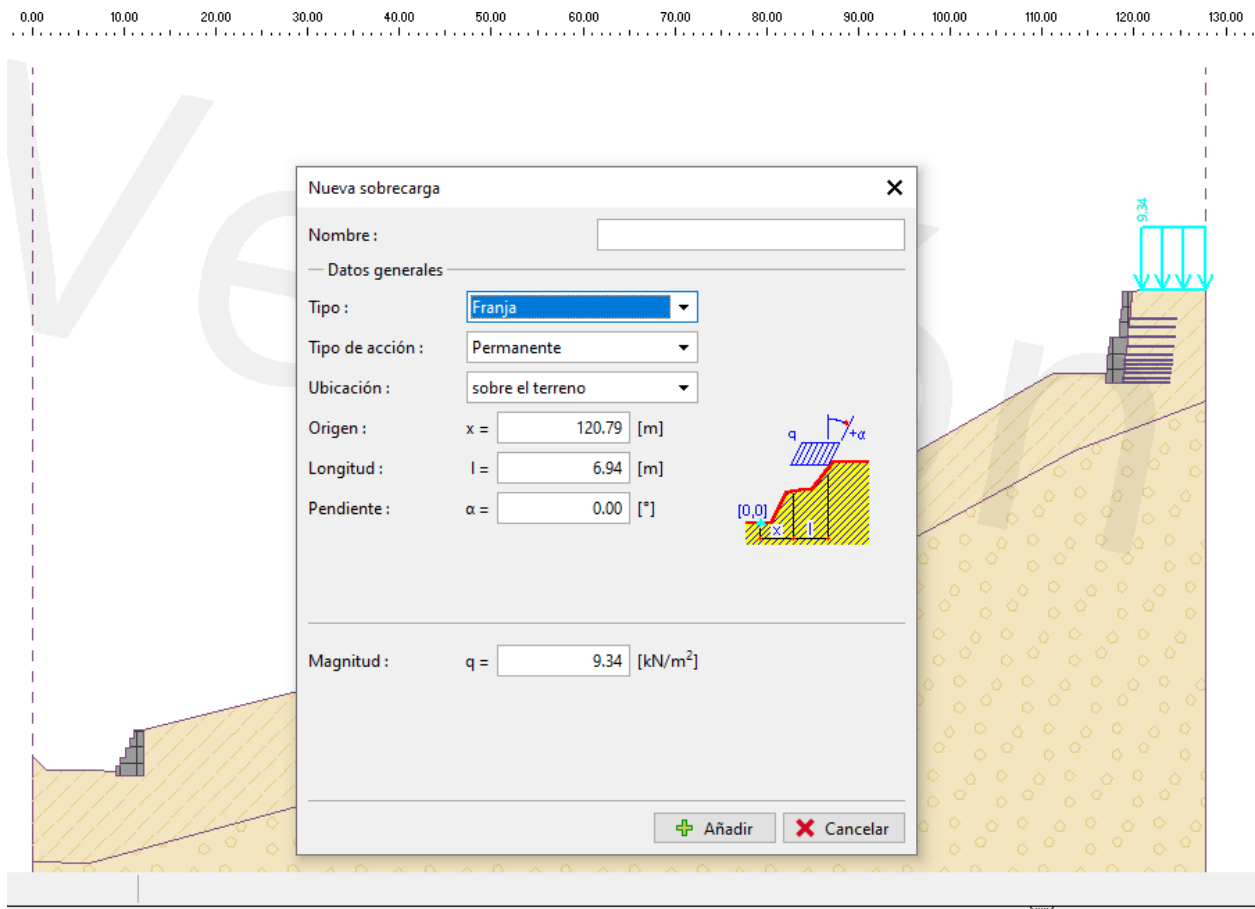 0.00 10.00 20.00 30.00 40.00 50.00 60.00 70.00 80.00 90.00 100.00 110.00 120.00 130.00
Nueva sobrecarga
Nombre :
Datos generales
Tipo : Franja
Tipo de acción : Permanente
Ubicación : sobre el terreno
Origen : x = 120.79 [m]
Longitud : l = 6.94 [m]
Pendiente : α = 0.00 [°]
q +α
[0,0]
x l
Magnitud : q = 9.34 [kN/m²]
Añadir Cancelar
9.34